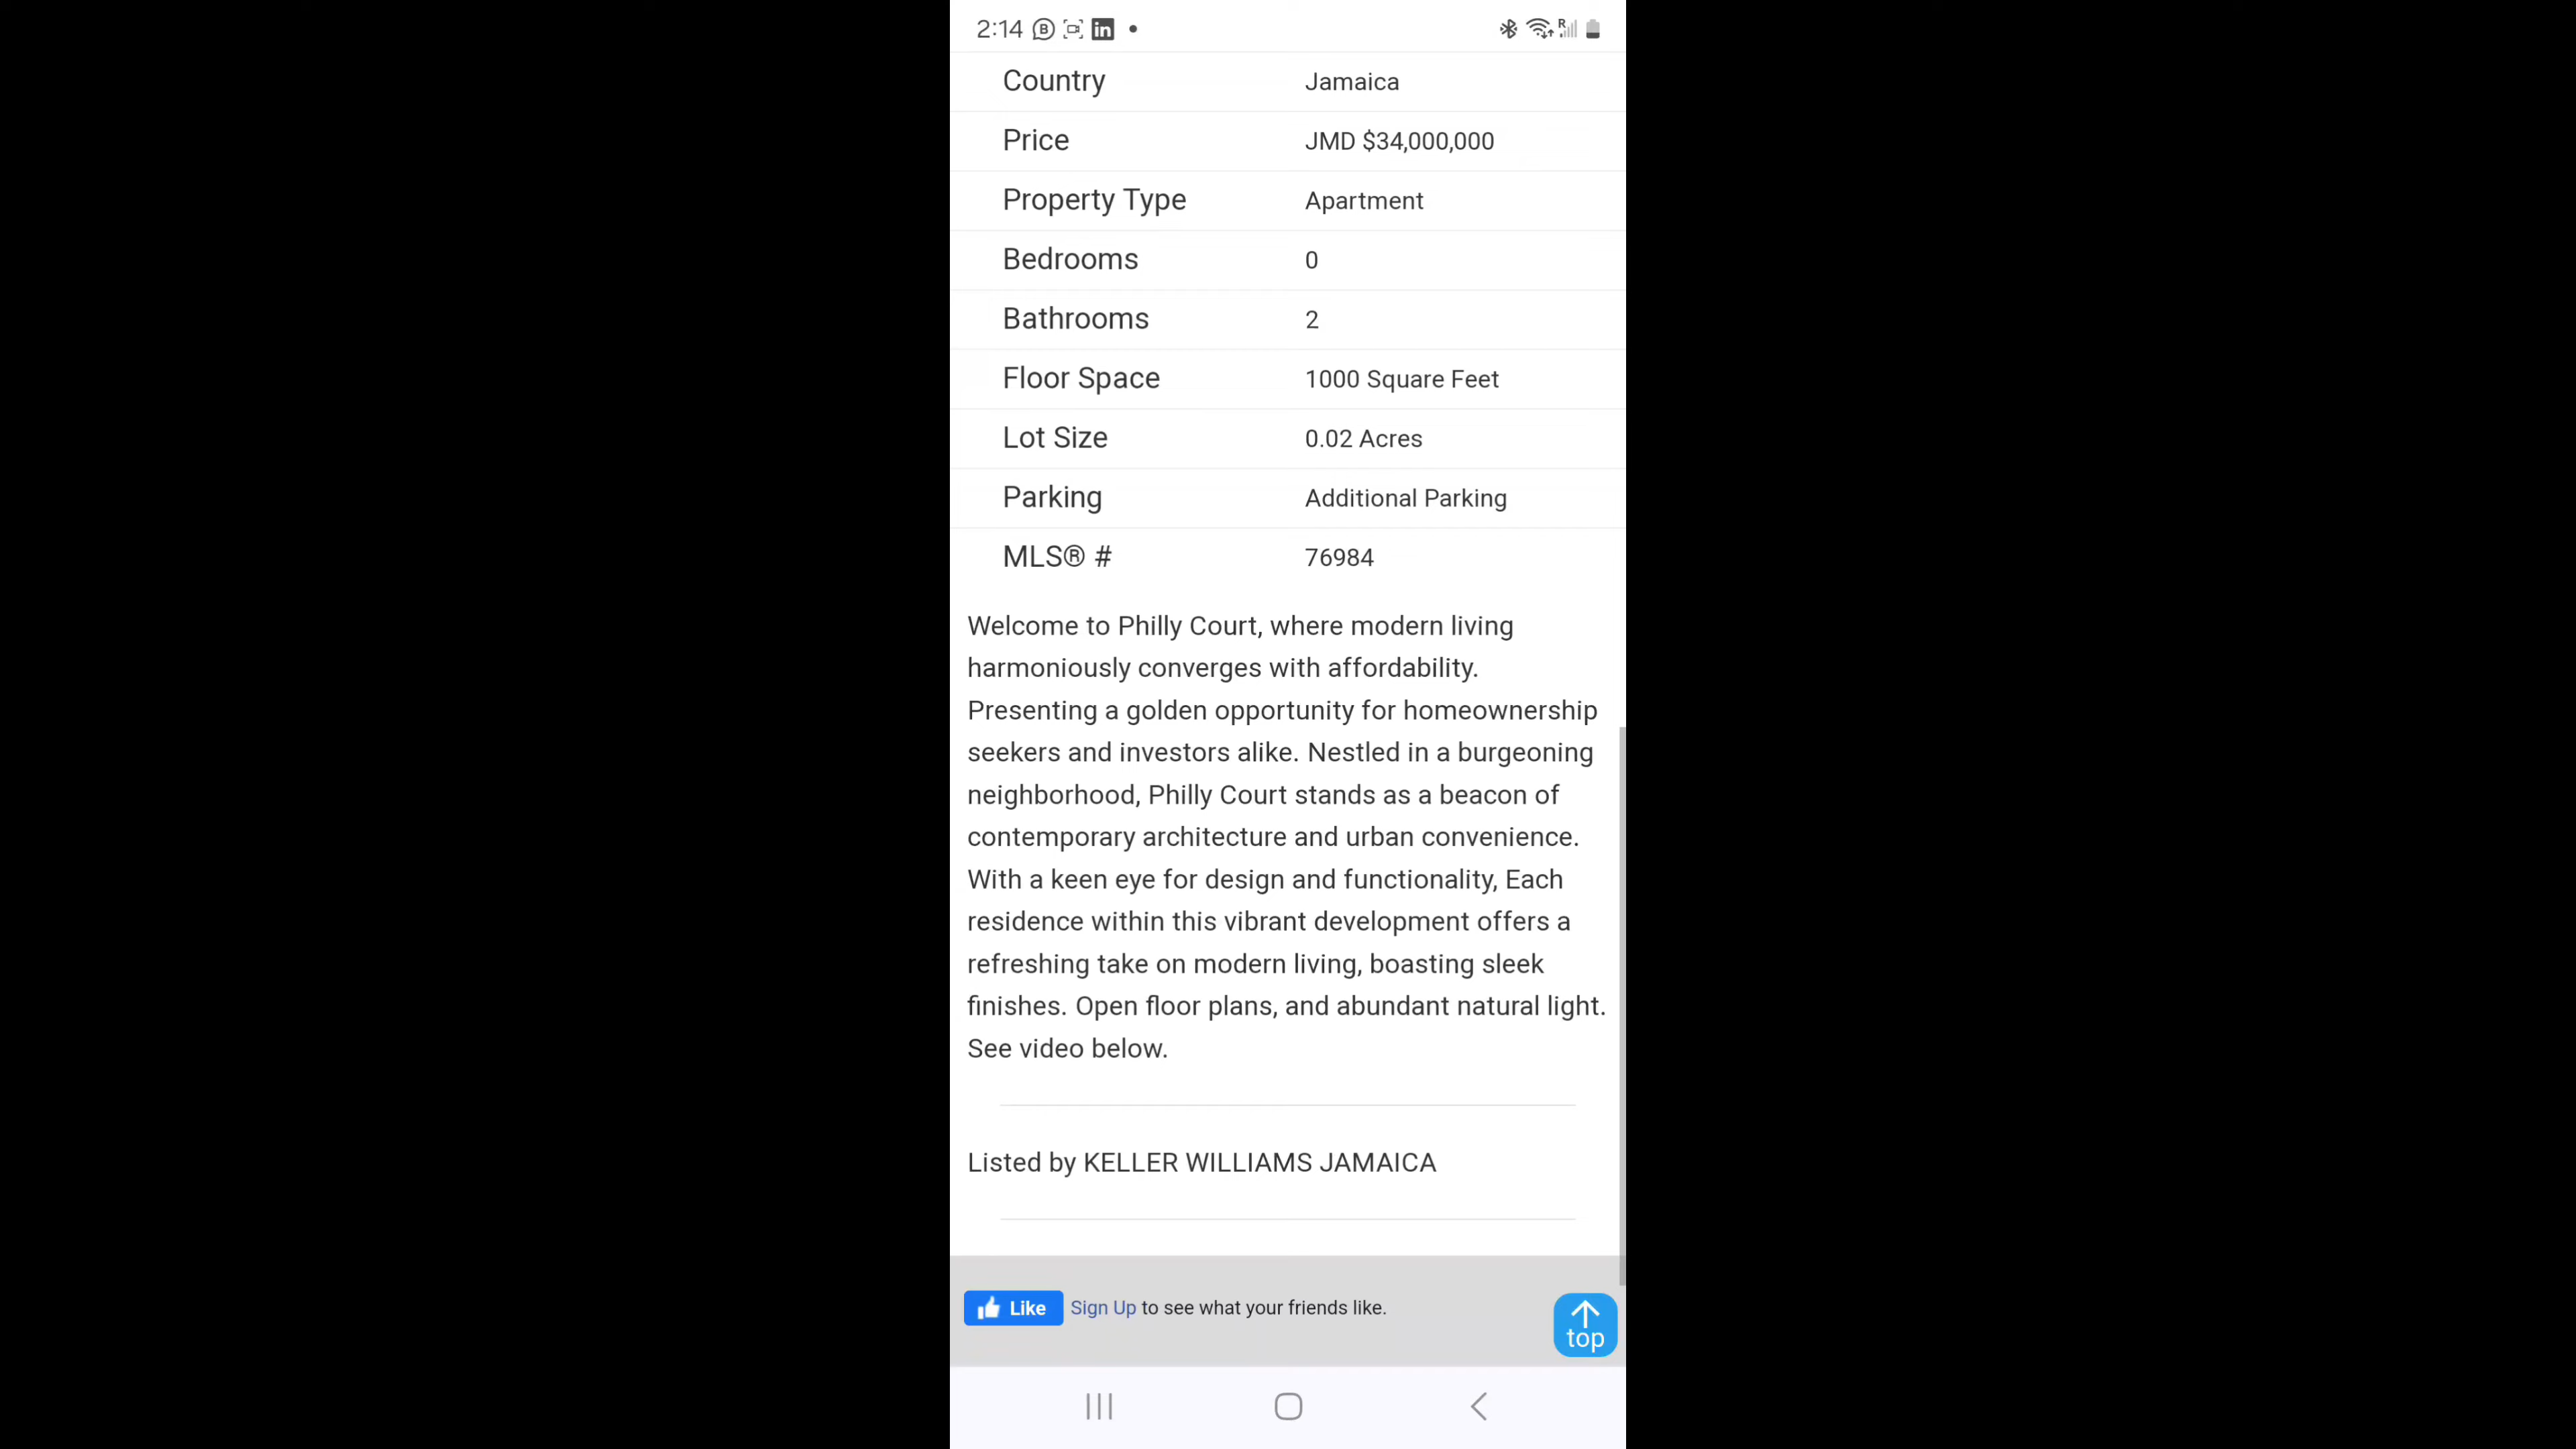 2:14
R
Country Jamaica
Price JMD $34,000,000
Property Type Apartment
Bedrooms 0
Bathrooms 2
Floor Space 1000 Square Feet
Lot Size 0.02 Acres
Parking Additional Parking
MLS® # 76984
Welcome to Philly Court, where modern living
harmoniously converges with affordability.
Presenting a golden opportunity for homeownership
seekers and investors alike. Nestled in a burgeoning
neighborhood, Philly Court stands as a beacon of
contemporary architecture and urban convenience.
With a keen eye for design and functionality, Each
residence within this vibrant development offers a
refreshing take on modern living, boasting sleek
finishes. Open floor plans, and abundant natural light.
See video below.
Listed by KELLER WILLIAMS JAMAICA
Like Sign Up to see what your friends like.
top